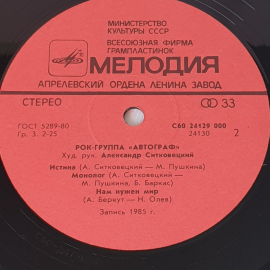 МИНИСТЕРСТВО
КУЛЬТУРЫ СССР
ВСЕСОЮЗНАЯ ФИРМА
ГРАМПЛАСТИНОК
МЕЛОДИЯ
АПРЕЛЕВСКИЙ ОРДЕНА ЛЕНИНА ЗАВОД
СТЕРЕО 33
ГОСТ 5289-80 С60 24129 000
Гр. 3. 2-25 24130 2
РОК-ГРУППА «АВТОГРАФ»
Худ. рук. Александр Ситковецкий
Истина (А. Ситковецкий — М. Пушкина)
Монолог (А. Ситковецкий —
М. Пушкина, Б. Баркас)
Нам нужен мир
(А. Беркут — Н. Олев)
Запись 1985 г.